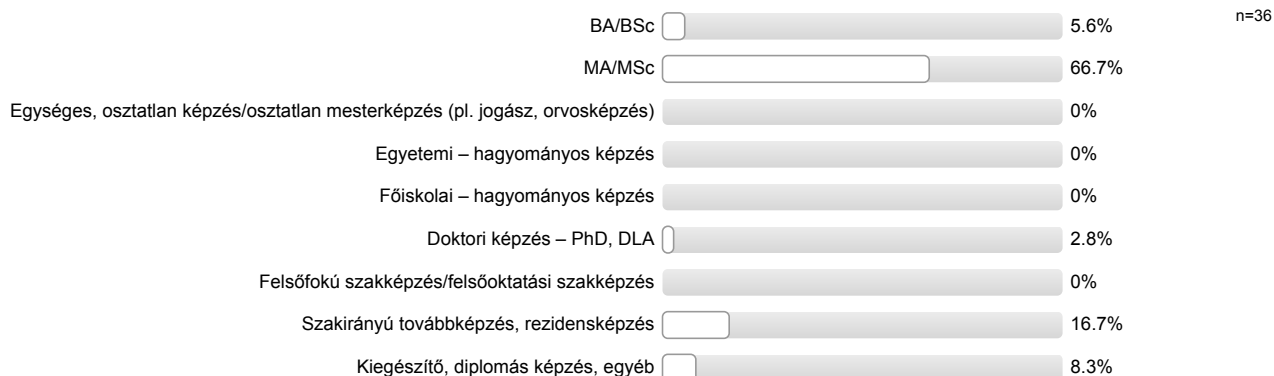 BA/BSc 5.6% n=36
MA/MSc 66.7%
Egységes, osztatlan képzés/osztatlan mesterképzés (pl. jogász, orvosképzés) 0%
Egyetemi – hagyományos képzés 0%
Főiskolai – hagyományos képzés 0%
Doktori képzés – PhD, DLA 2.8%
Felsőfokú szakképzés/felsőoktatási szakképzés 0%
Szakirányú továbbképzés, rezidensképzés 16.7%
Kiegészítő, diplomás képzés, egyéb 8.3%